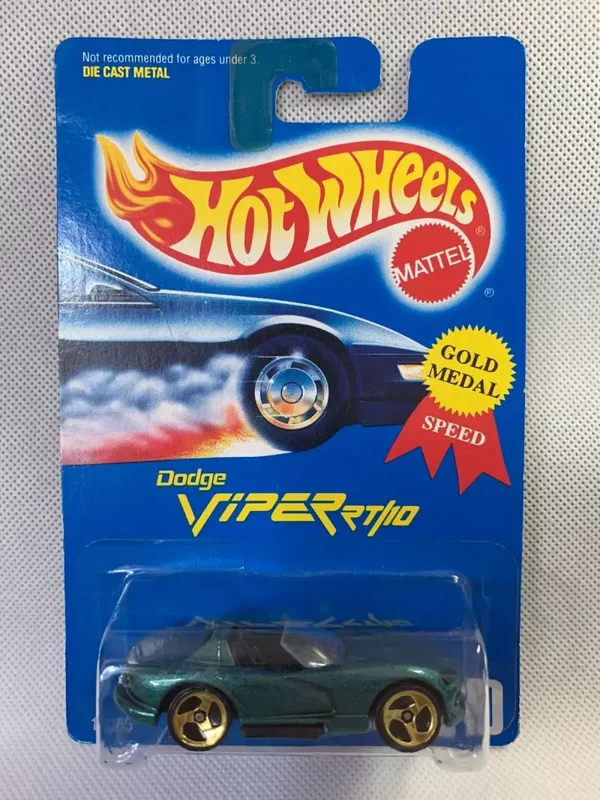 Not recommended for ages under 3.
DIE CAST METAL
HOT WHEELS
®
MATTEL
®
GOLD
MEDAL
SPEED
Dodge
VIPER RT/10